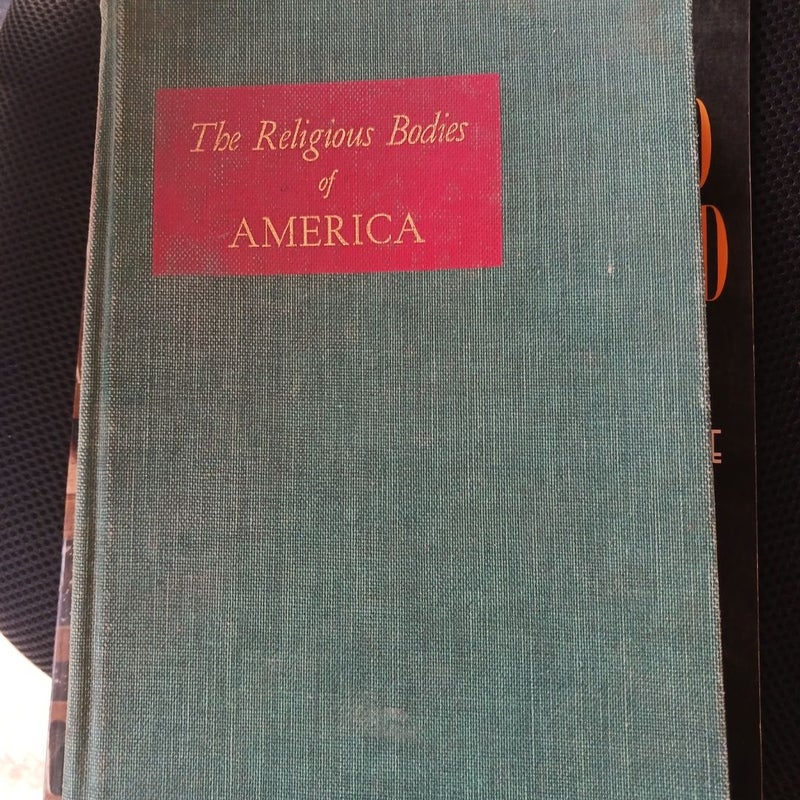 The Religious Bodies
of
AMERICA